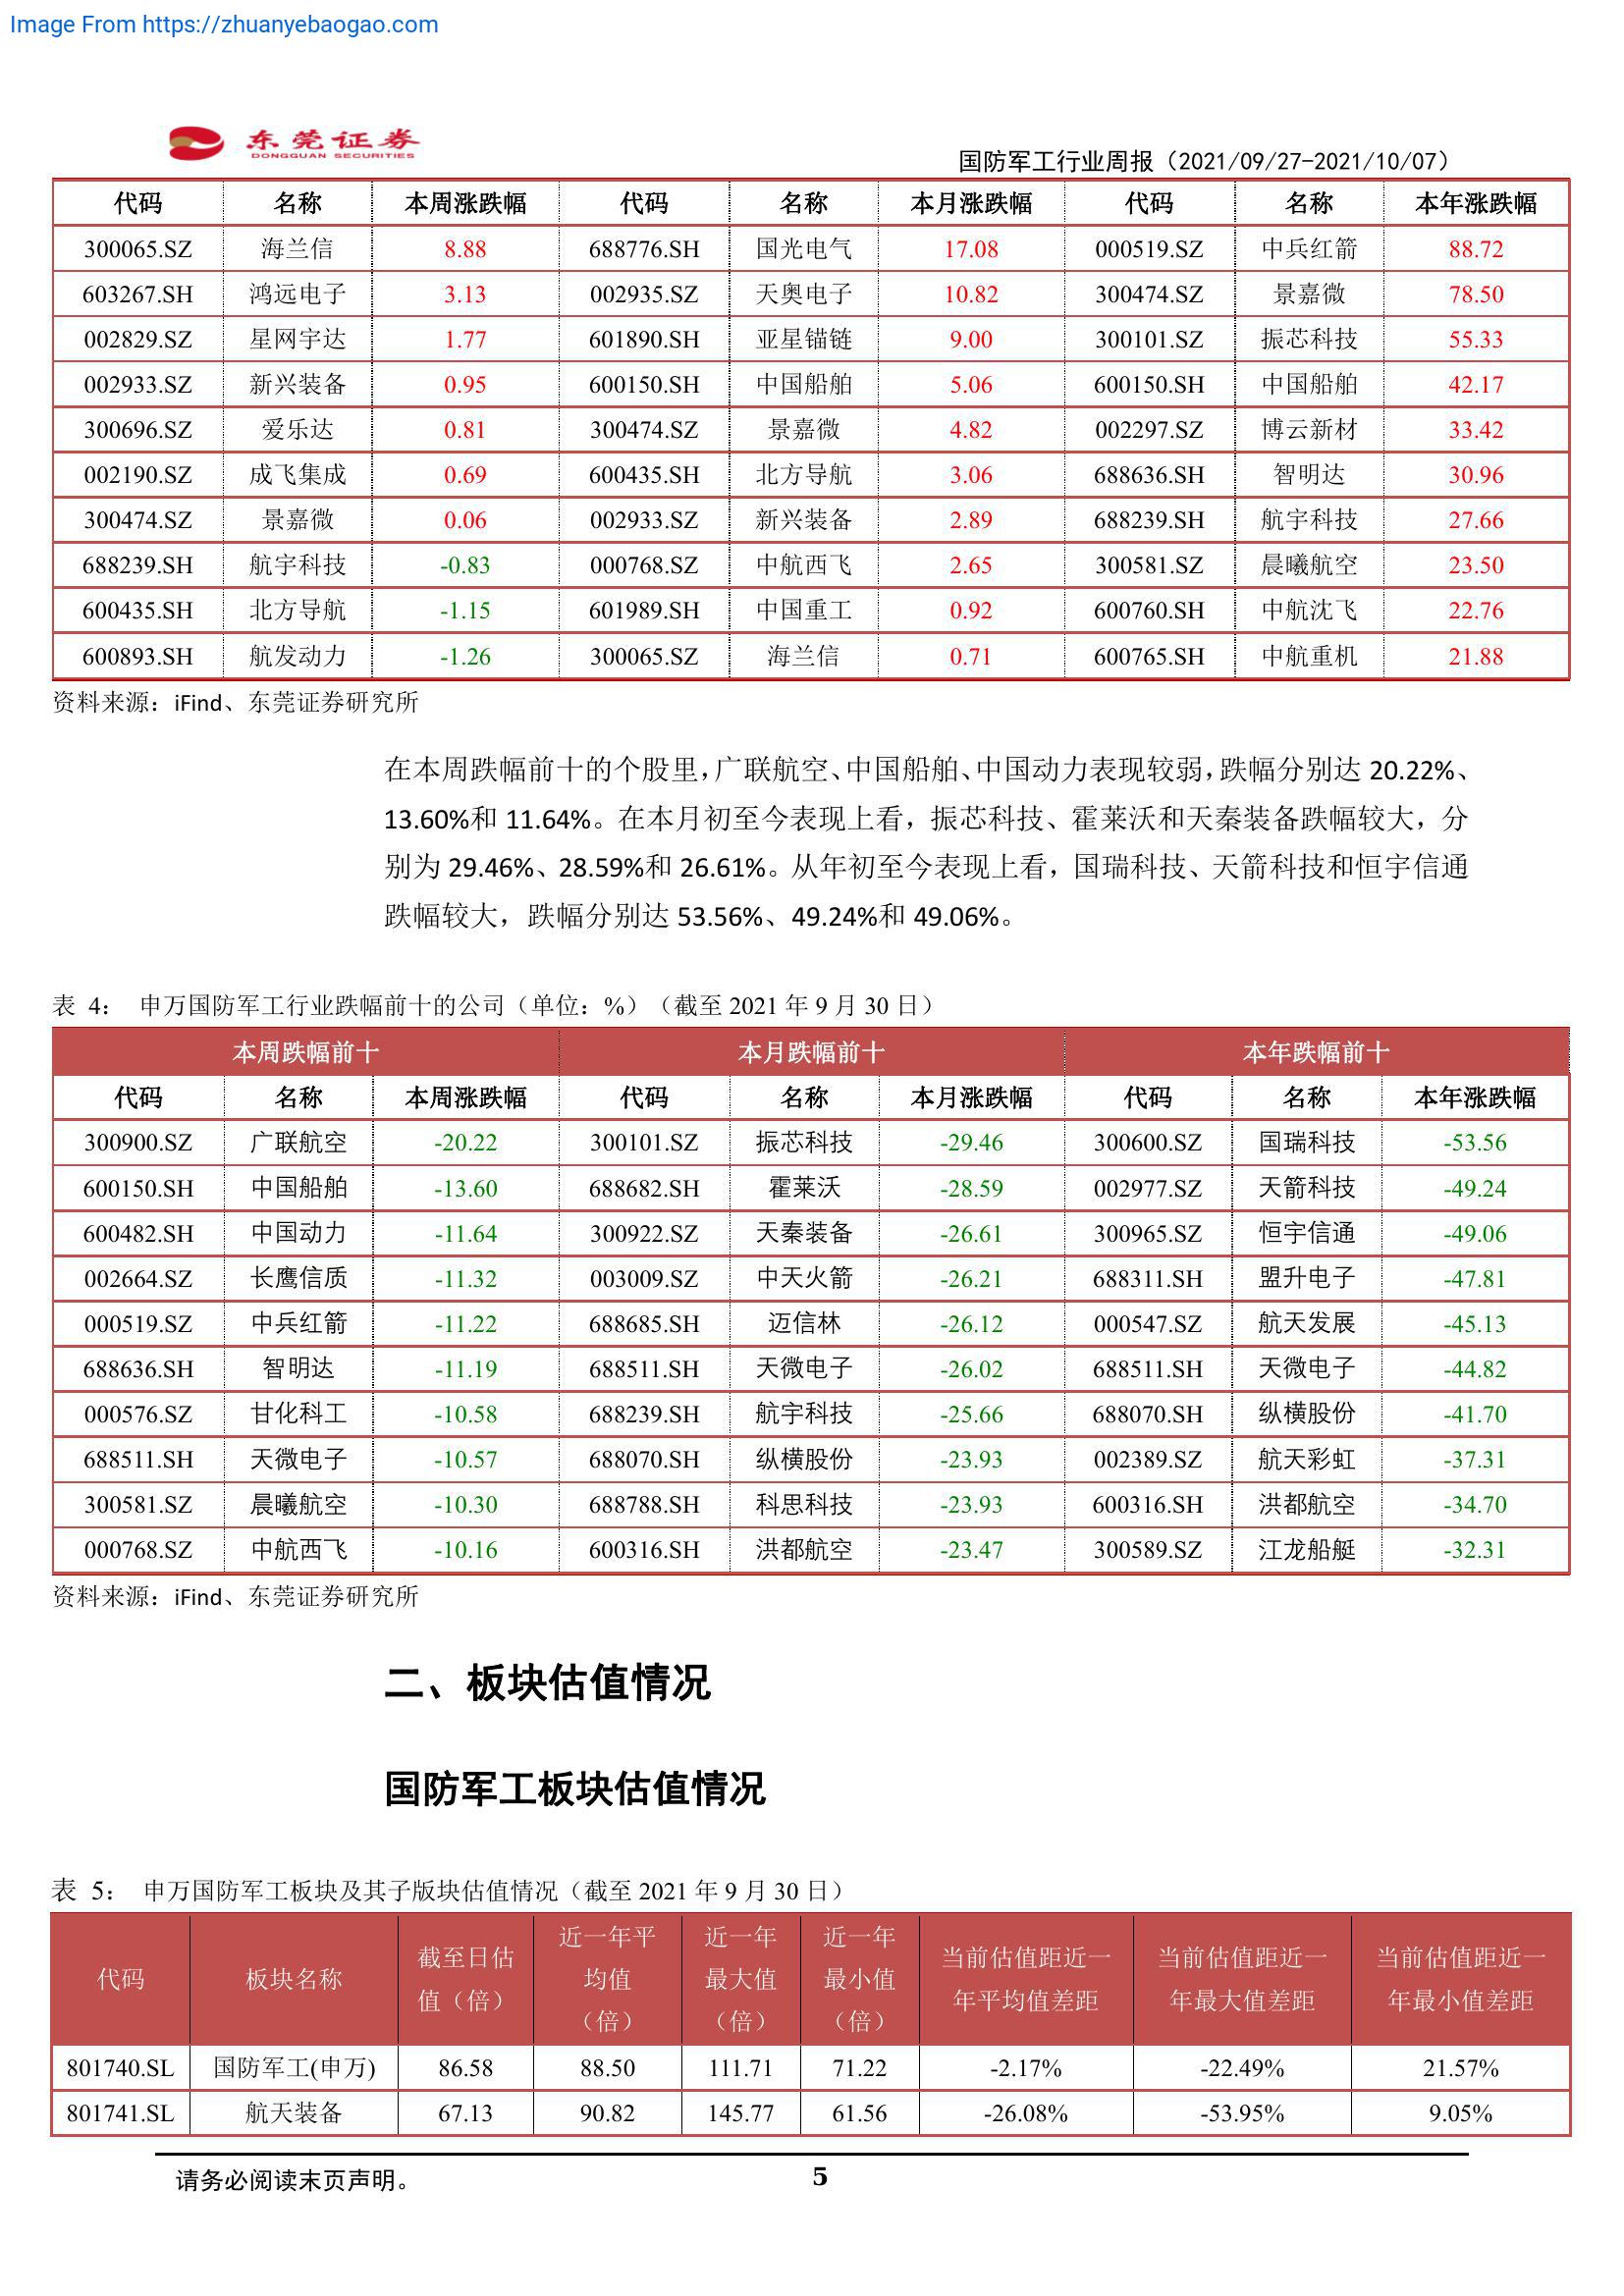 Image From https://zhuanyebaogao.com
东莞证券
DONGGUAN SECURITIES
国防军工行业周报（2021/09/27-2021/10/07）
代码 名称 本周涨跌幅 代码 名称 本月涨跌幅 代码 名称 本年涨跌幅
300065.SZ 海兰信 8.88 688776.SH 国光电气 17.08 000519.SZ 中兵红箭 88.72
603267.SH 鸿远电子 3.13 002935.SZ 天奥电子 10.82 300474.SZ 景嘉微 78.50
002829.SZ 星网宇达 1.77 601890.SH 亚星锚链 9.00 300101.SZ 振芯科技 55.33
002933.SZ 新兴装备 0.95 600150.SH 中国船舶 5.06 600150.SH 中国船舶 42.17
300696.SZ 爱乐达 0.81 300474.SZ 景嘉微 4.82 002297.SZ 博云新材 33.42
002190.SZ 成飞集成 0.69 600435.SH 北方导航 3.06 688636.SH 智明达 30.96
300474.SZ 景嘉微 0.06 002933.SZ 新兴装备 2.89 688239.SH 航宇科技 27.66
688239.SH 航宇科技 -0.83 000768.SZ 中航西飞 2.65 300581.SZ 晨曦航空 23.50
600435.SH 北方导航 -1.15 601989.SH 中国重工 0.92 600760.SH 中航沈飞 22.76
600893.SH 航发动力 -1.26 300065.SZ 海兰信 0.71 600765.SH 中航重机 21.88
资料来源：iFind、东莞证券研究所
在本周跌幅前十的个股里，广联航空、中国船舶、中国动力表现较弱，跌幅分别达 20.22%、
13.60%和 11.64%。在本月初至今表现上看，振芯科技、霍莱沃和天秦装备跌幅较大，分
别为 29.46%、28.59%和 26.61%。从年初至今表现上看，国瑞科技、天箭科技和恒宇信通
跌幅较大，跌幅分别达 53.56%、49.24%和 49.06%。
表 4： 申万国防军工行业跌幅前十的公司（单位：%）（截至 2021 年 9 月 30 日）
本周跌幅前十 本月跌幅前十 本年跌幅前十
代码 名称 本周涨跌幅 代码 名称 本月涨跌幅 代码 名称 本年涨跌幅
300900.SZ 广联航空 -20.22 300101.SZ 振芯科技 -29.46 300600.SZ 国瑞科技 -53.56
600150.SH 中国船舶 -13.60 688682.SH 霍莱沃 -28.59 002977.SZ 天箭科技 -49.24
600482.SH 中国动力 -11.64 300922.SZ 天秦装备 -26.61 300965.SZ 恒宇信通 -49.06
002664.SZ 长鹰信质 -11.32 003009.SZ 中天火箭 -26.21 688311.SH 盟升电子 -47.81
000519.SZ 中兵红箭 -11.22 688685.SH 迈信林 -26.12 000547.SZ 航天发展 -45.13
688636.SH 智明达 -11.19 688511.SH 天微电子 -26.02 688511.SH 天微电子 -44.82
000576.SZ 甘化科工 -10.58 688239.SH 航宇科技 -25.66 688070.SH 纵横股份 -41.70
688511.SH 天微电子 -10.57 688070.SH 纵横股份 -23.93 002389.SZ 航天彩虹 -37.31
300581.SZ 晨曦航空 -10.30 688788.SH 科思科技 -23.93 600316.SH 洪都航空 -34.70
000768.SZ 中航西飞 -10.16 600316.SH 洪都航空 -23.47 300589.SZ 江龙船艇 -32.31
资料来源：iFind、东莞证券研究所
二、板块估值情况
国防军工板块估值情况
表 5： 申万国防军工板块及其子版块估值情况（截至 2021 年 9 月 30 日）
代码 板块名称 截至日估值（倍） 近一年平均值（倍） 近一年最大值（倍） 近一年最小值（倍） 当前估值距近一年平均值差距 当前估值距近一年最大值差距 当前估值距近一年最小值差距
801740.SL 国防军工(申万) 86.58 88.50 111.71 71.22 -2.17% -22.49% 21.57%
801741.SL 航天装备 67.13 90.82 145.77 61.56 -26.08% -53.95% 9.05%
请务必阅读末页声明。
5